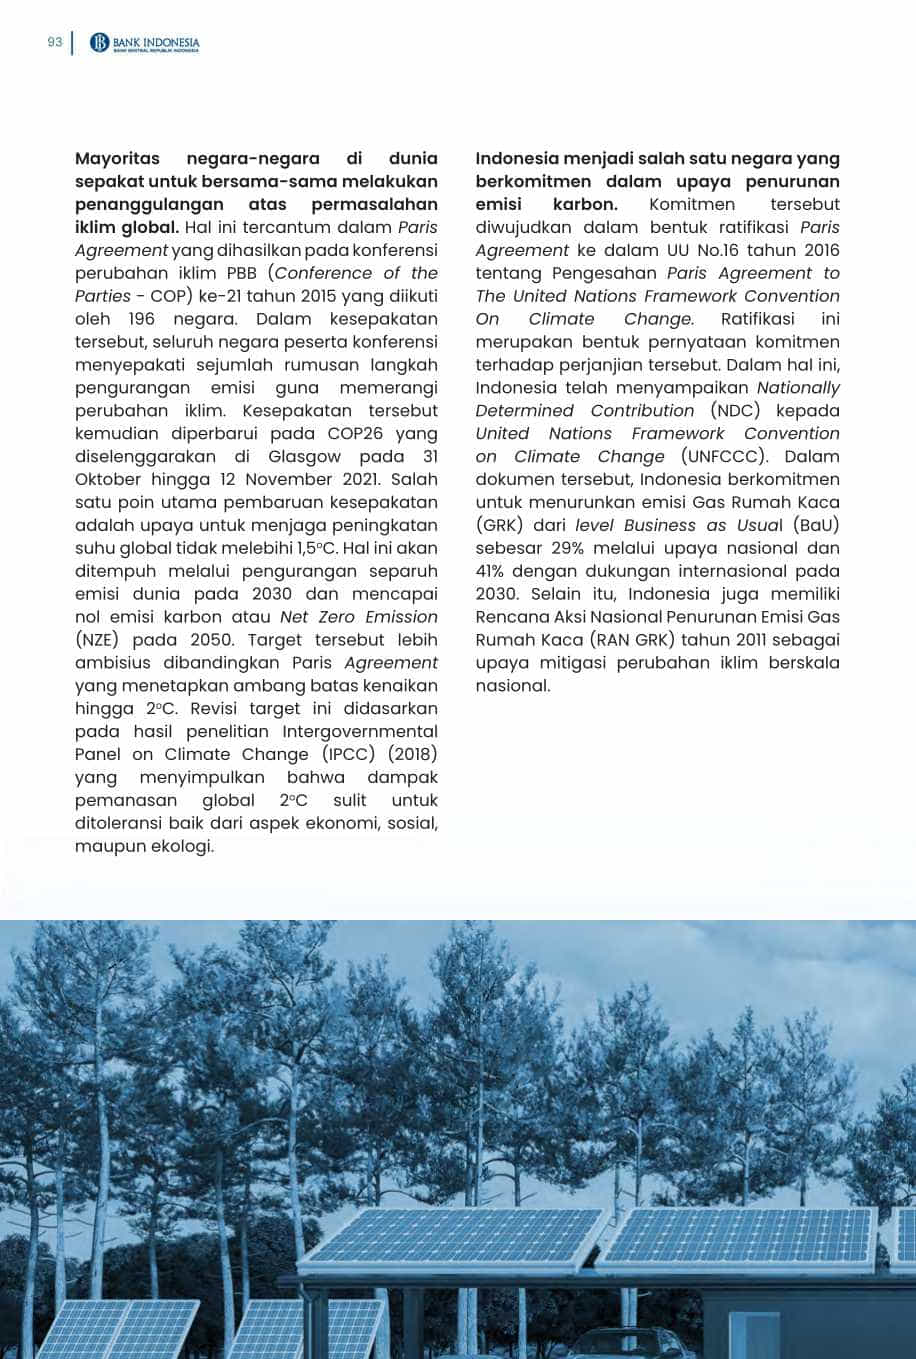 93
BANK INDONESIA
BANK SENTRAL REPUBLIK INDONESIA
Mayoritas negara-negara di dunia
sepakat untuk bersama-sama melakukan
penanggulangan atas permasalahan
iklim global. Hal ini tercantum dalam Paris
Agreement yang dihasilkan pada konferensi
perubahan iklim PBB (Conference of the
Parties - COP) ke-21 tahun 2015 yang diikuti
oleh 196 negara. Dalam kesepakatan
tersebut, seluruh negara peserta konferensi
menyepakati sejumlah rumusan langkah
pengurangan emisi guna memerangi
perubahan iklim. Kesepakatan tersebut
kemudian diperbarui pada COP26 yang
diselenggarakan di Glasgow pada 31
Oktober hingga 12 November 2021. Salah
satu poin utama pembaruan kesepakatan
adalah upaya untuk menjaga peningkatan
suhu global tidak melebihi 1,5°C. Hal ini akan
ditempuh melalui pengurangan separuh
emisi dunia pada 2030 dan mencapai
nol emisi karbon atau Net Zero Emission
(NZE) pada 2050. Target tersebut lebih
ambisius dibandingkan Paris Agreement
yang menetapkan ambang batas kenaikan
hingga 2°C. Revisi target ini didasarkan
pada hasil penelitian Intergovernmental
Panel on Climate Change (IPCC) (2018)
yang menyimpulkan bahwa dampak
pemanasan global 2°C sulit untuk
ditoleransi baik dari aspek ekonomi, sosial,
maupun ekologi.
Indonesia menjadi salah satu negara yang
berkomitmen dalam upaya penurunan
emisi karbon. Komitmen tersebut
diwujudkan dalam bentuk ratifikasi Paris
Agreement ke dalam UU No.16 tahun 2016
tentang Pengesahan Paris Agreement to
The United Nations Framework Convention
On Climate Change. Ratifikasi ini
merupakan bentuk pernyataan komitmen
terhadap perjanjian tersebut. Dalam hal ini,
Indonesia telah menyampaikan Nationally
Determined Contribution (NDC) kepada
United Nations Framework Convention
on Climate Change (UNFCCC). Dalam
dokumen tersebut, Indonesia berkomitmen
untuk menurunkan emisi Gas Rumah Kaca
(GRK) dari level Business as Usual (BaU)
sebesar 29% melalui upaya nasional dan
41% dengan dukungan internasional pada
2030. Selain itu, Indonesia juga memiliki
Rencana Aksi Nasional Penurunan Emisi Gas
Rumah Kaca (RAN GRK) tahun 2011 sebagai
upaya mitigasi perubahan iklim berskala
nasional.